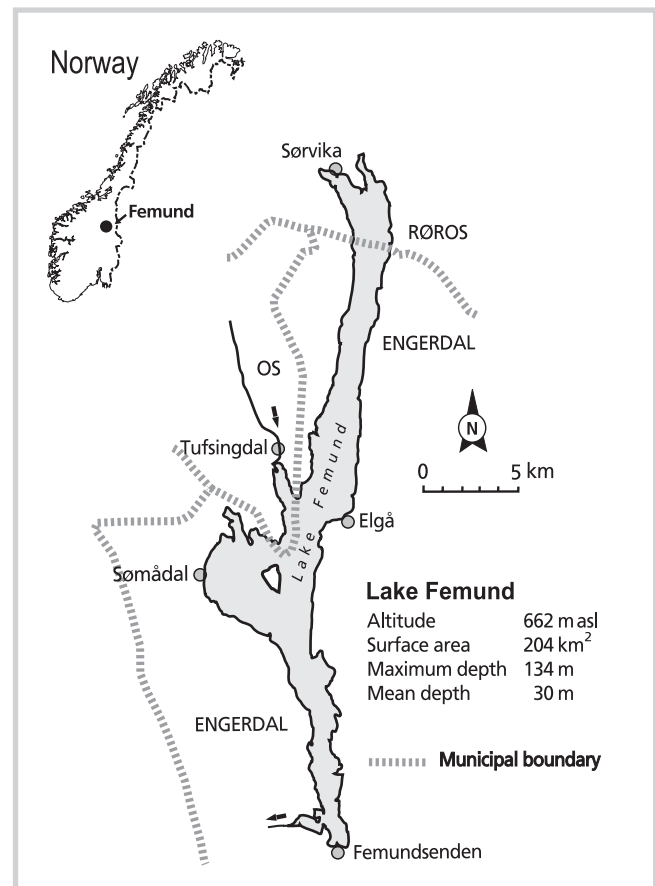 Norway
Femund
Sørvika
RØROS
ENGERDAL
OS
N
Tufsingdal
0 5 km
Lake Femund
Elgå
Sømådal
Lake Femund
Altitude 662 m asl
Surface area 204 km²
Maximum depth 134 m
Mean depth 30 m
ENGERDAL
Municipal boundary
Femundsenden